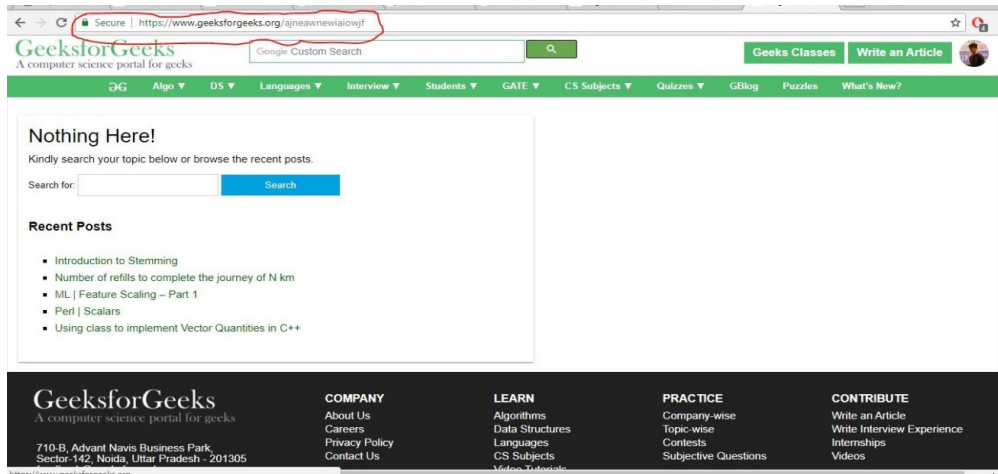 Secure | https://www.geeksforgeeks.org/ajneawnewiaiowjf
GeeksforGeeks
A computer science portal for geeks
Google Custom Search
Geeks Classes
Write an Article
Algo ▼ DS ▼ Languages ▼ Interview ▼ Students ▼ GATE ▼ CS Subjects ▼ Quizzes ▼ GBlog Puzzles What's New?
Nothing Here!
Kindly search your topic below or browse the recent posts.
Search for: Search
Recent Posts
Introduction to Stemming
Number of refills to complete the journey of N km
ML | Feature Scaling – Part 1
Perl | Scalars
Using class to implement Vector Quantities in C++
GeeksforGeeks
A computer science portal for geeks
710-B, Advant Navis Business Park,
Sector-142, Noida, Uttar Pradesh - 201305
COMPANY
About Us
Careers
Privacy Policy
Contact Us
LEARN
Algorithms
Data Structures
Languages
CS Subjects
Video Tutorials
PRACTICE
Company-wise
Topic-wise
Contests
Subjective Questions
CONTRIBUTE
Write an Article
Write Interview Experience
Internships
Videos